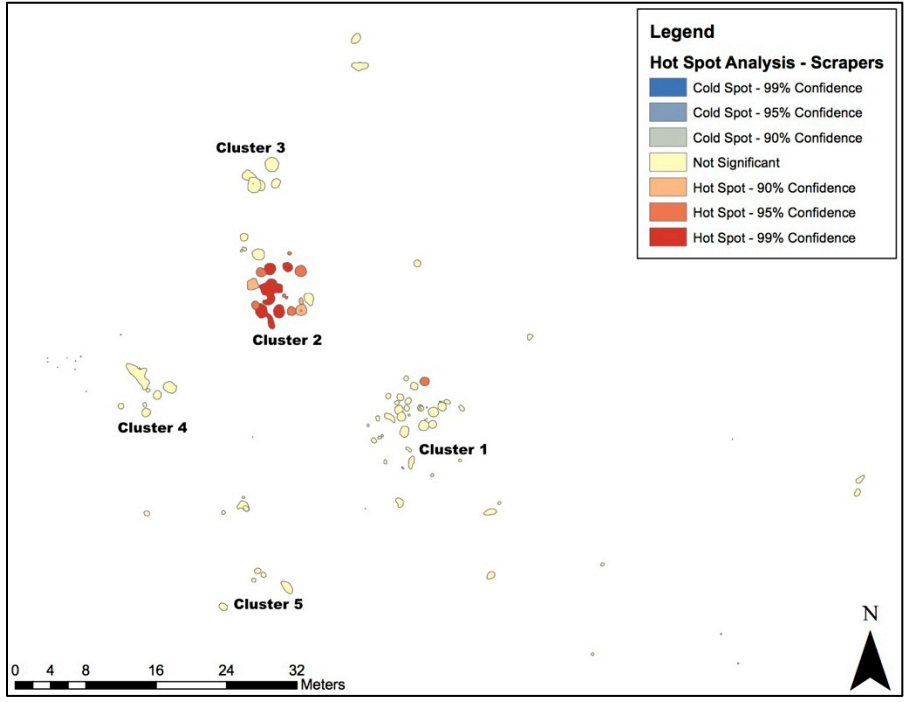 Legend
Hot Spot Analysis - Scrapers
Cold Spot - 99% Confidence
Cold Spot - 95% Confidence
Cold Spot - 90% Confidence
Not Significant
Hot Spot - 90% Confidence
Hot Spot - 95% Confidence
Hot Spot - 99% Confidence
Cluster 3
Cluster 2
Cluster 4
Cluster 1
Cluster 5
N
0 4 8 16 24 32
Meters